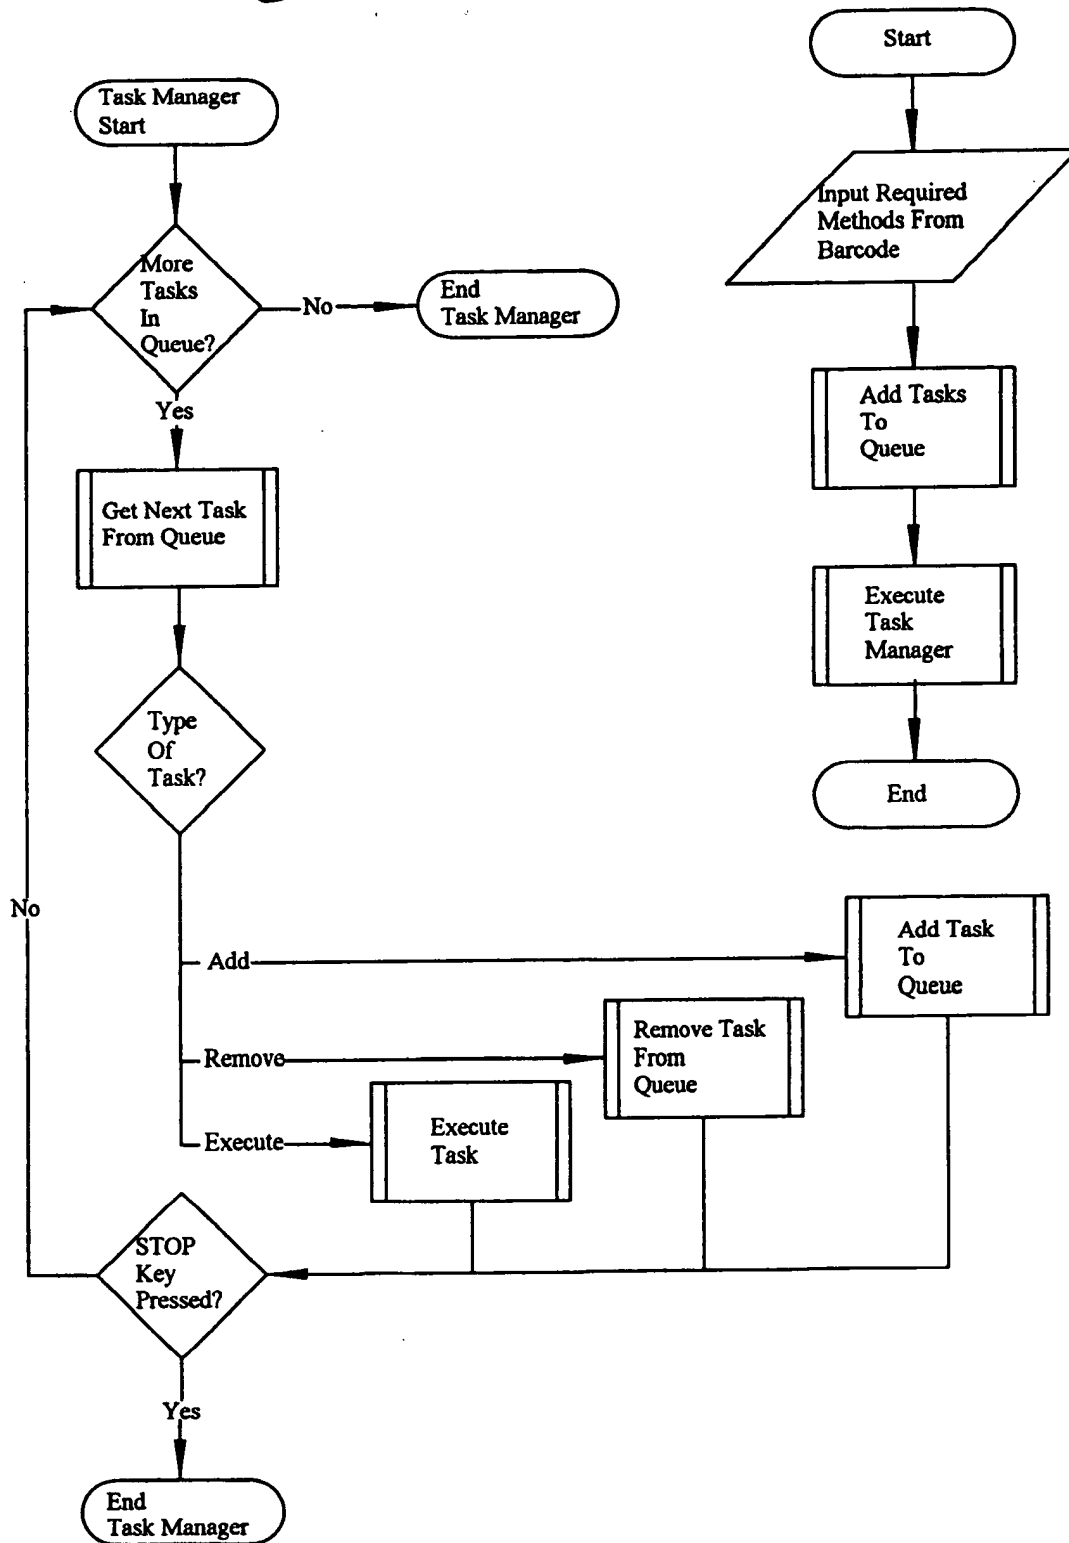 Task Manager
Start
More
Tasks
In
Queue?
No
End
Task Manager
Yes
Get Next Task
From Queue
Type
Of
Task?
Add
Add Task
To
Queue
Remove
Remove Task
From
Queue
Execute
Execute
Task
STOP
Key
Pressed?
No
Yes
End
Task Manager
Start
Input Required
Methods From
Barcode
Add Tasks
To
Queue
Execute
Task
Manager
End